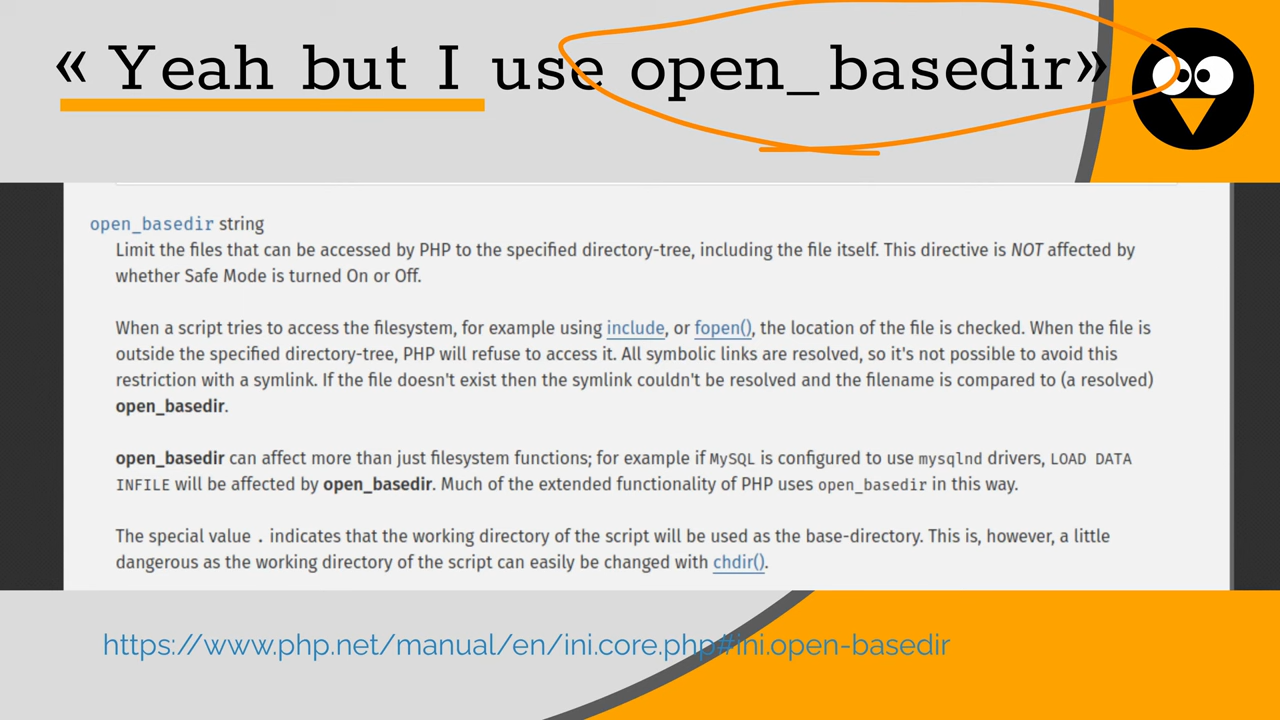 « Yeah but I use open_basedir»
open_basedir string
Limit the files that can be accessed by PHP to the specified directory-tree, including the file itself. This directive is NOT affected by
whether Safe Mode is turned On or Off.
When a script tries to access the filesystem, for example using include, or fopen(), the location of the file is checked. When the file is
outside the specified directory-tree, PHP will refuse to access it. All symbolic links are resolved, so it's not possible to avoid this
restriction with a symlink. If the file doesn't exist then the symlink couldn't be resolved and the filename is compared to (a resolved)
open_basedir.
open_basedir can affect more than just filesystem functions; for example if MySQL is configured to use mysqlnd drivers, LOAD DATA
INFILE will be affected by open_basedir. Much of the extended functionality of PHP uses open_basedir in this way.
The special value . indicates that the working directory of the script will be used as the base-directory. This is, however, a little
dangerous as the working directory of the script can easily be changed with chdir().
https://www.php.net/manual/en/ini.core.php#ini.open-basedir